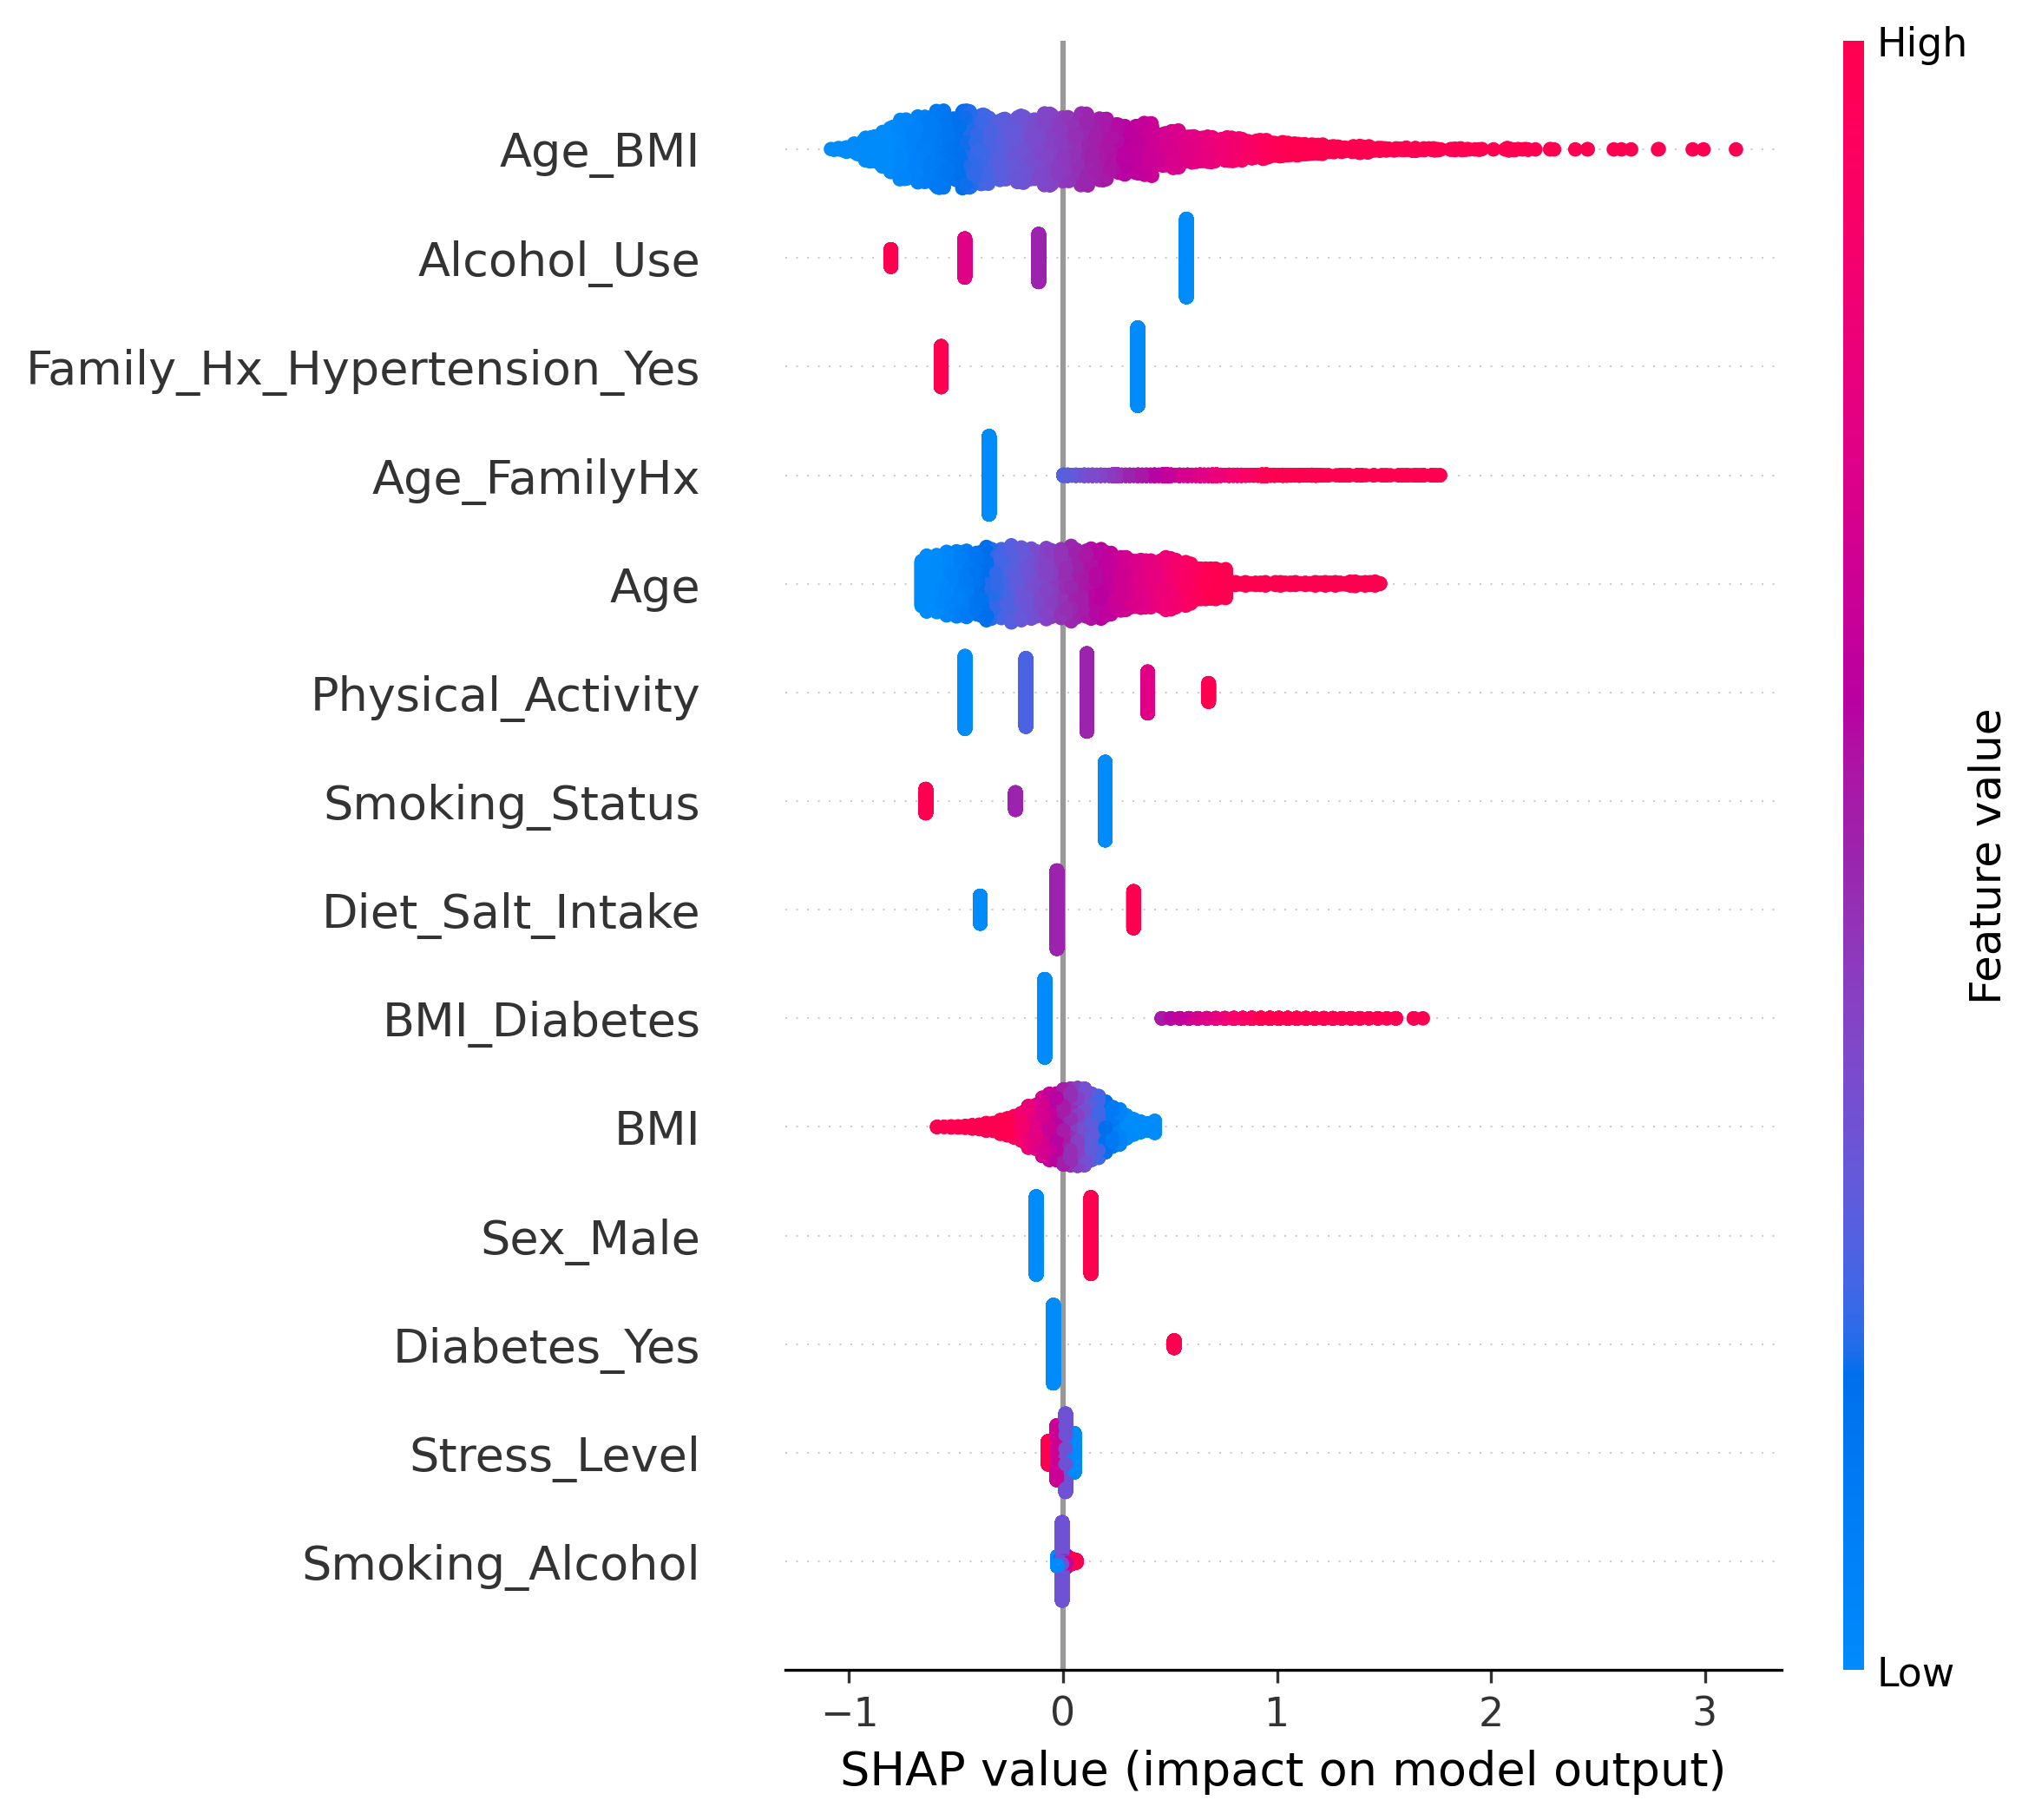 High
Age_BMI
Alcohol_Use
Family_Hx_Hypertension_Yes
Age_FamilyHx
Age
Physical_Activity
Smoking_Status
Diet_Salt_Intake
BMI_Diabetes
BMI
Sex_Male
Diabetes_Yes
Stress_Level
Smoking_Alcohol
Feature value
Low
−1 0 1 2 3
SHAP value (impact on model output)